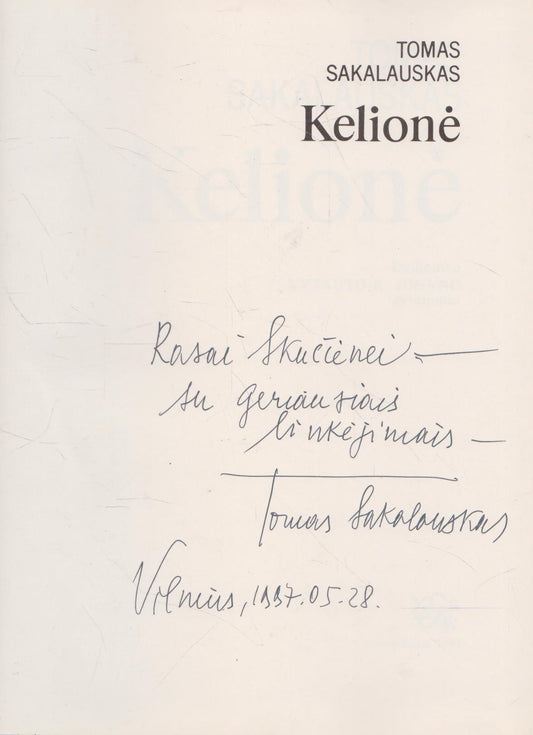 TOMAS
SAKALAUSKAS
Kelionė
Rasai Skučienei —
su geriausiais
linkėjimais —
Tomas Sakalauskas
Vilnius, 1997.05.28.